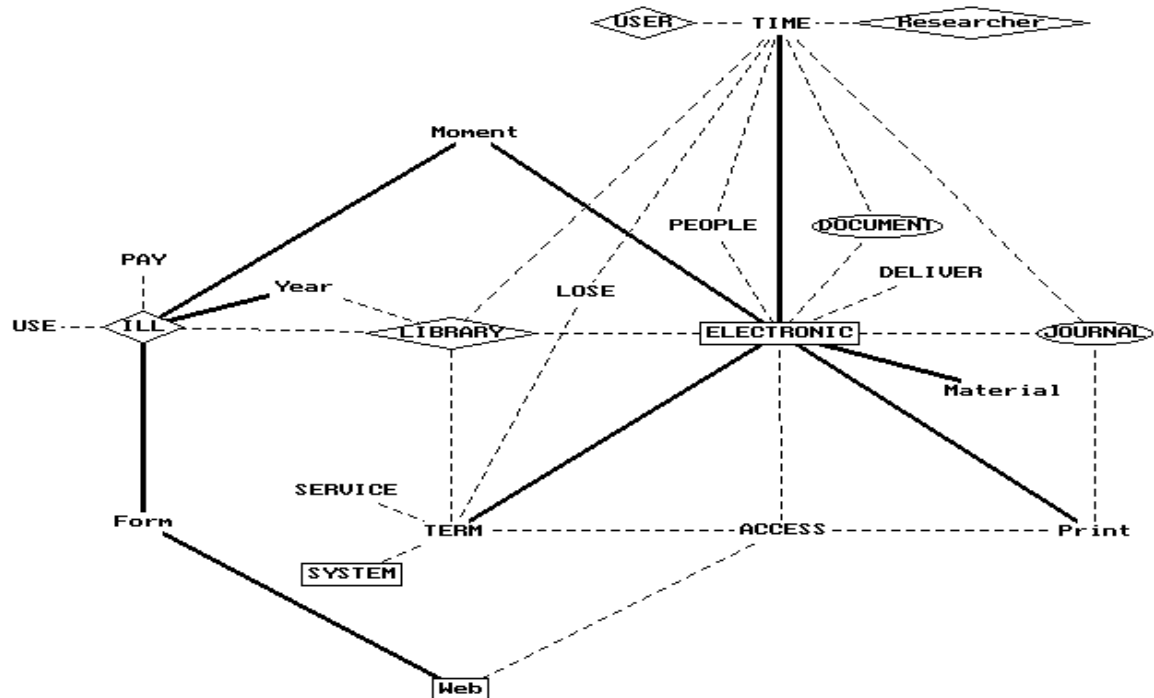 USER
TIME
Researcher
Moment
PEOPLE
DOCUMENT
PAY
DELIVER
Year
LOSE
USE
ILL
LIBRARY
ELECTRONIC
JOURNAL
Material
SERVICE
Form
TERM
ACCESS
Print
SYSTEM
Web